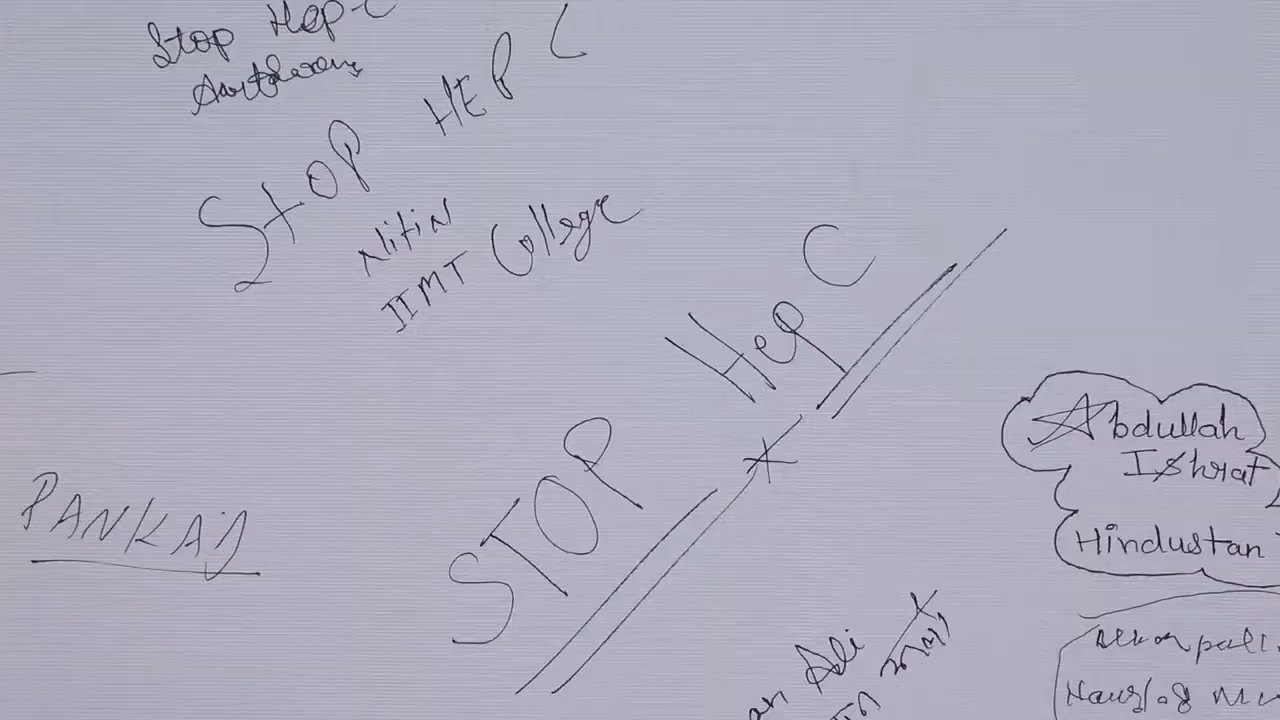 Stop Hep-C
STOP HEP C
Nitin
IIMT College
STOP Hep C
PANKAJ
Abdullah
Ishrat
Hindustan
Ali